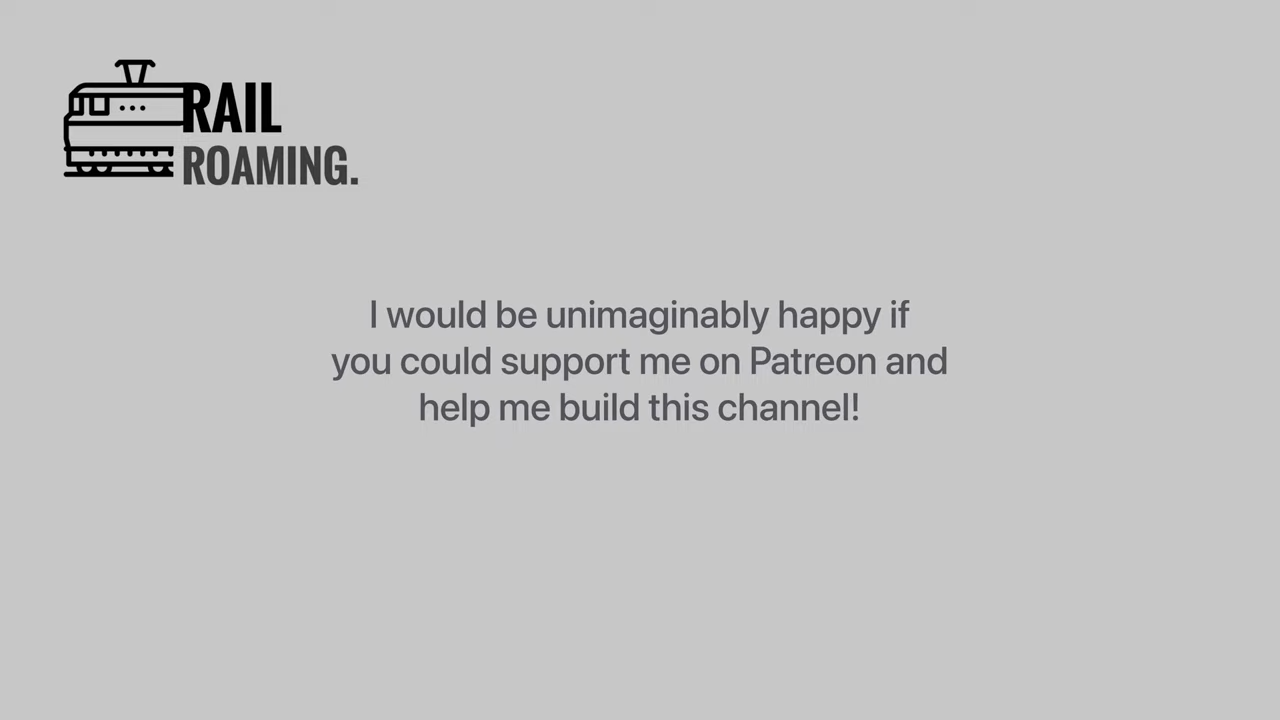 RAIL
ROAMING.
I would be unimaginably happy if
you could support me on Patreon and
help me build this channel!